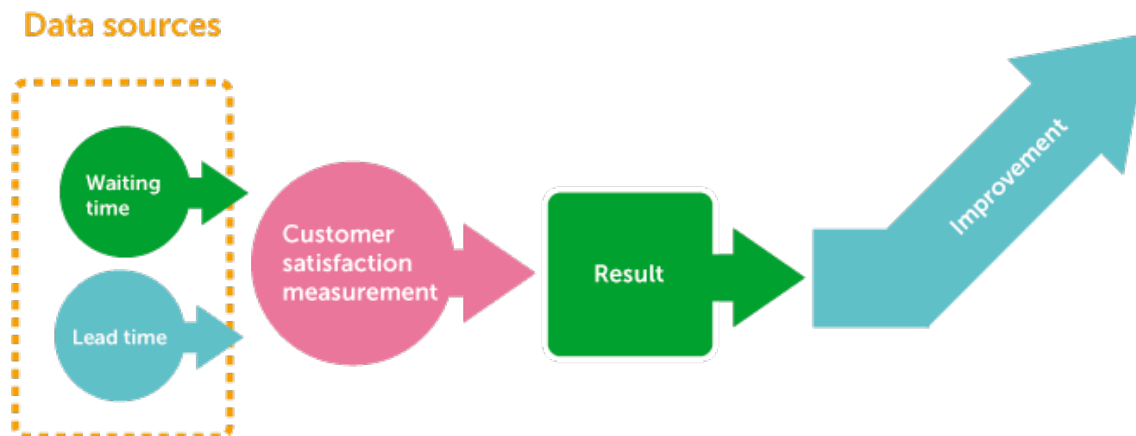 Data sources
Waiting
time
Lead time
Customer
satisfaction
measurement
Result
Improvement